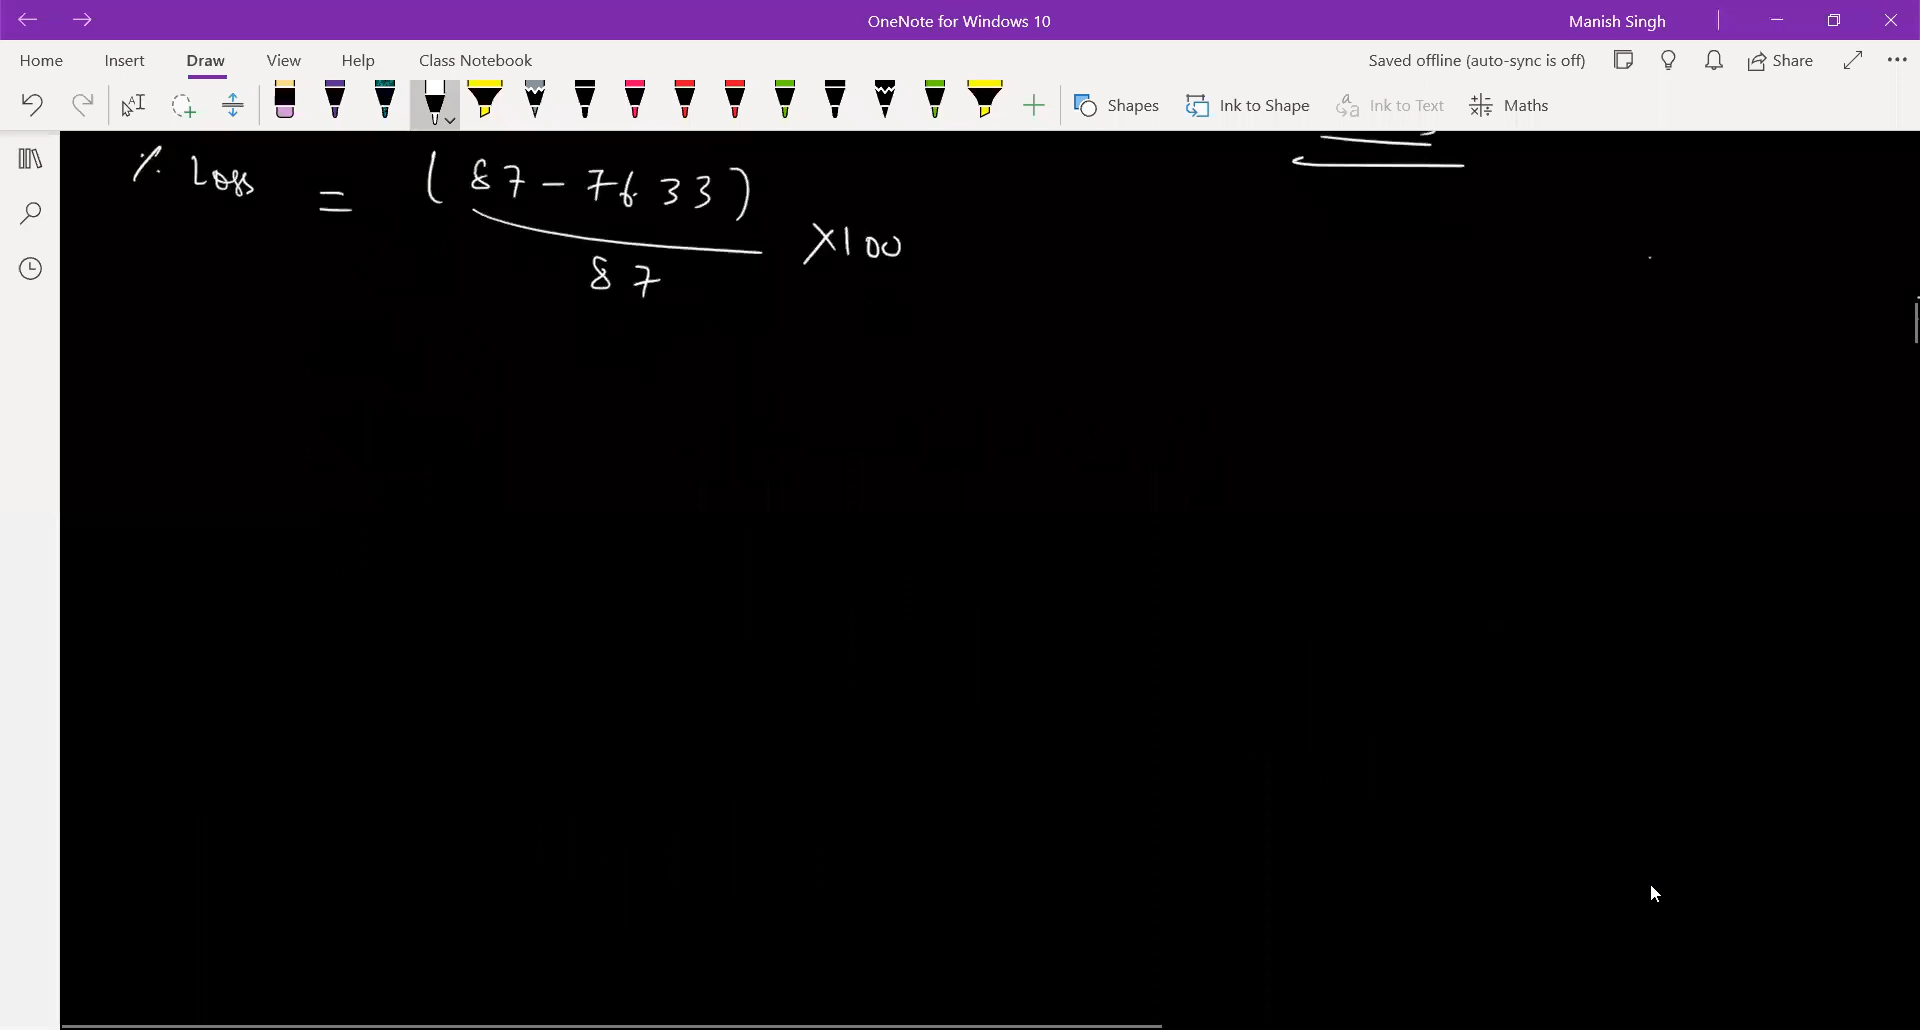 OneNote for Windows 10
Manish Singh
Home Insert Draw View Help Class Notebook
Saved offline (auto-sync is off)
Share
Shapes Ink to Shape Ink to Text Maths
% Loss = (87 - 76.33)
87
×100